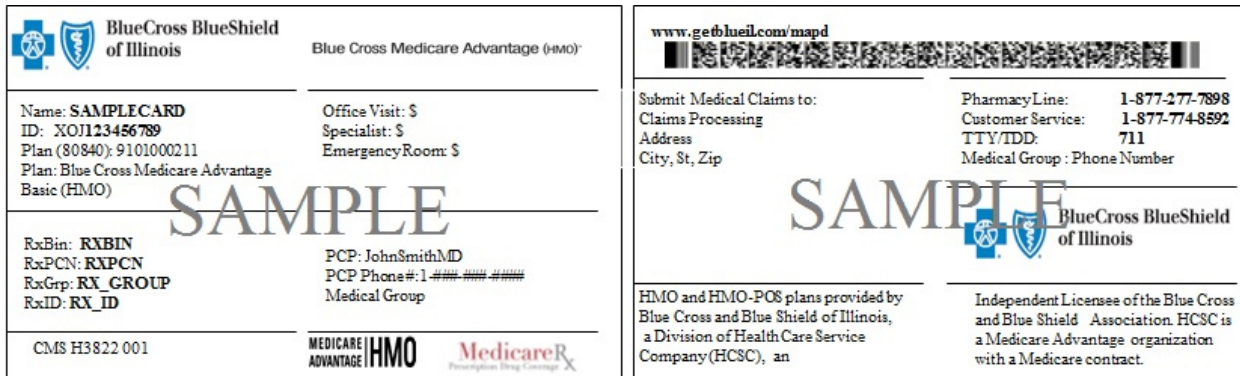 BlueCross BlueShield
of Illinois
Blue Cross Medicare Advantage (HMO)
Name: SAMPLECARD
ID: XOJ123456789
Plan (80840): 9101000211
Plan: Blue Cross Medicare Advantage
Basic (HMO)
Office Visit: $
Specialist: $
EmergencyRoom: $
SAMPLE
RxBin: RXBIN
RxPCN: RXPCN
RxGrp: RX_GROUP
RxID: RX_ID
PCP: JohnSmithMD
PCP Phone#:1-###-###-####
Medical Group
CMS H3822 001
MEDICARE
ADVANTAGE
HMO
MedicareRx
Prescription Drug Coverage
www.getblueil.com/mapd
Submit Medical Claims to:
Claims Processing
Address
City, St, Zip
PharmacyLine: 1-877-277-7898
Customer Service: 1-877-774-8592
TTY/TDD: 711
Medical Group : Phone Number
SAMPLE
BlueCross BlueShield
of Illinois
HMO and HMO-POS plans provided by
Blue Cross and Blue Shield of Illinois,
a Division of Health Care Service
Company (HCSC), an
Independent Licensee of the Blue Cross
and Blue Shield Association. HCSC is
a Medicare Advantage organization
with a Medicare contract.